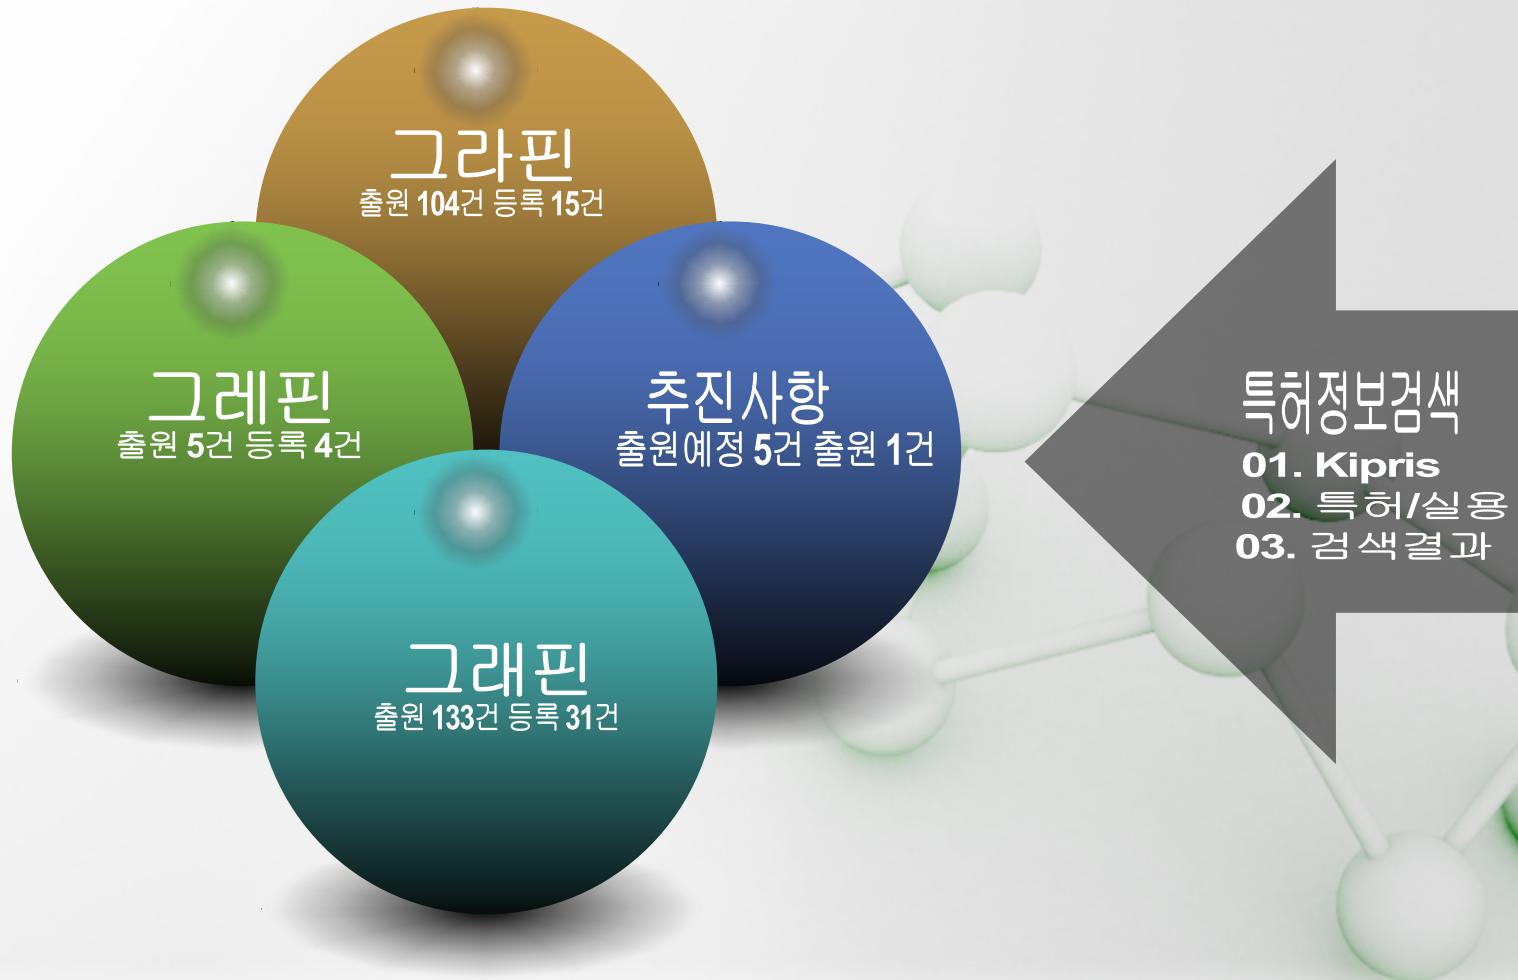 그라핀
출원 104건 등록 15건
그레핀
출원 5건 등록 4건
추진사항
출원예정 5건 출원 1건
그래핀
출원 133건 등록 31건
특허정보검색
01. Kipris
02. 특허/실용
03. 검색결과